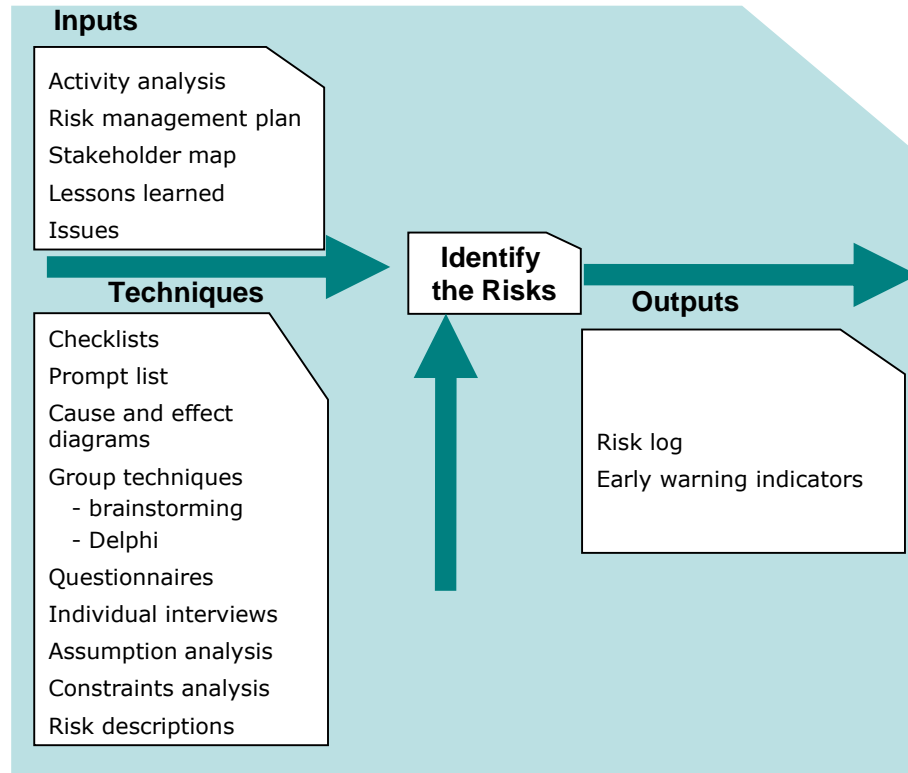 Inputs
Activity analysis
Risk management plan
Stakeholder map
Lessons learned
Issues
Identify
the Risks
Techniques
Checklists
Prompt list
Cause and effect
diagrams
Group techniques
- brainstorming
- Delphi
Questionnaires
Individual interviews
Assumption analysis
Constraints analysis
Risk descriptions
Outputs
Risk log
Early warning indicators